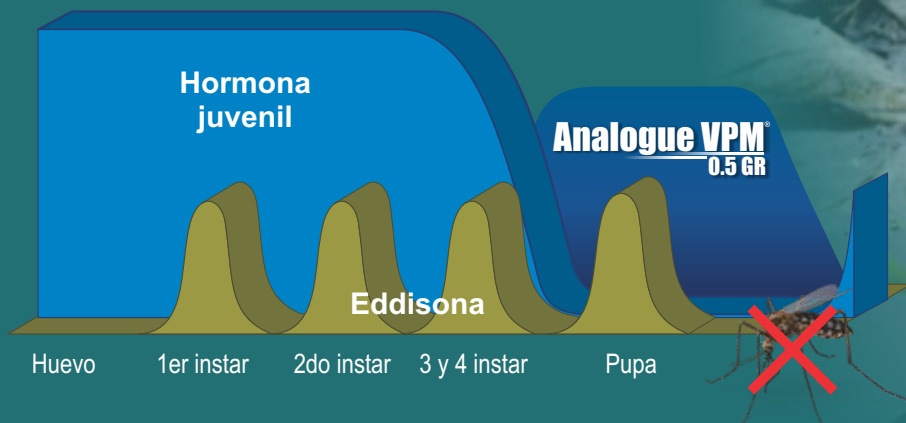 Hormona
juvenil
Analogue VPM®
0.5 GR
Eddisona
Huevo
1er instar
2do instar
3 y 4 instar
Pupa